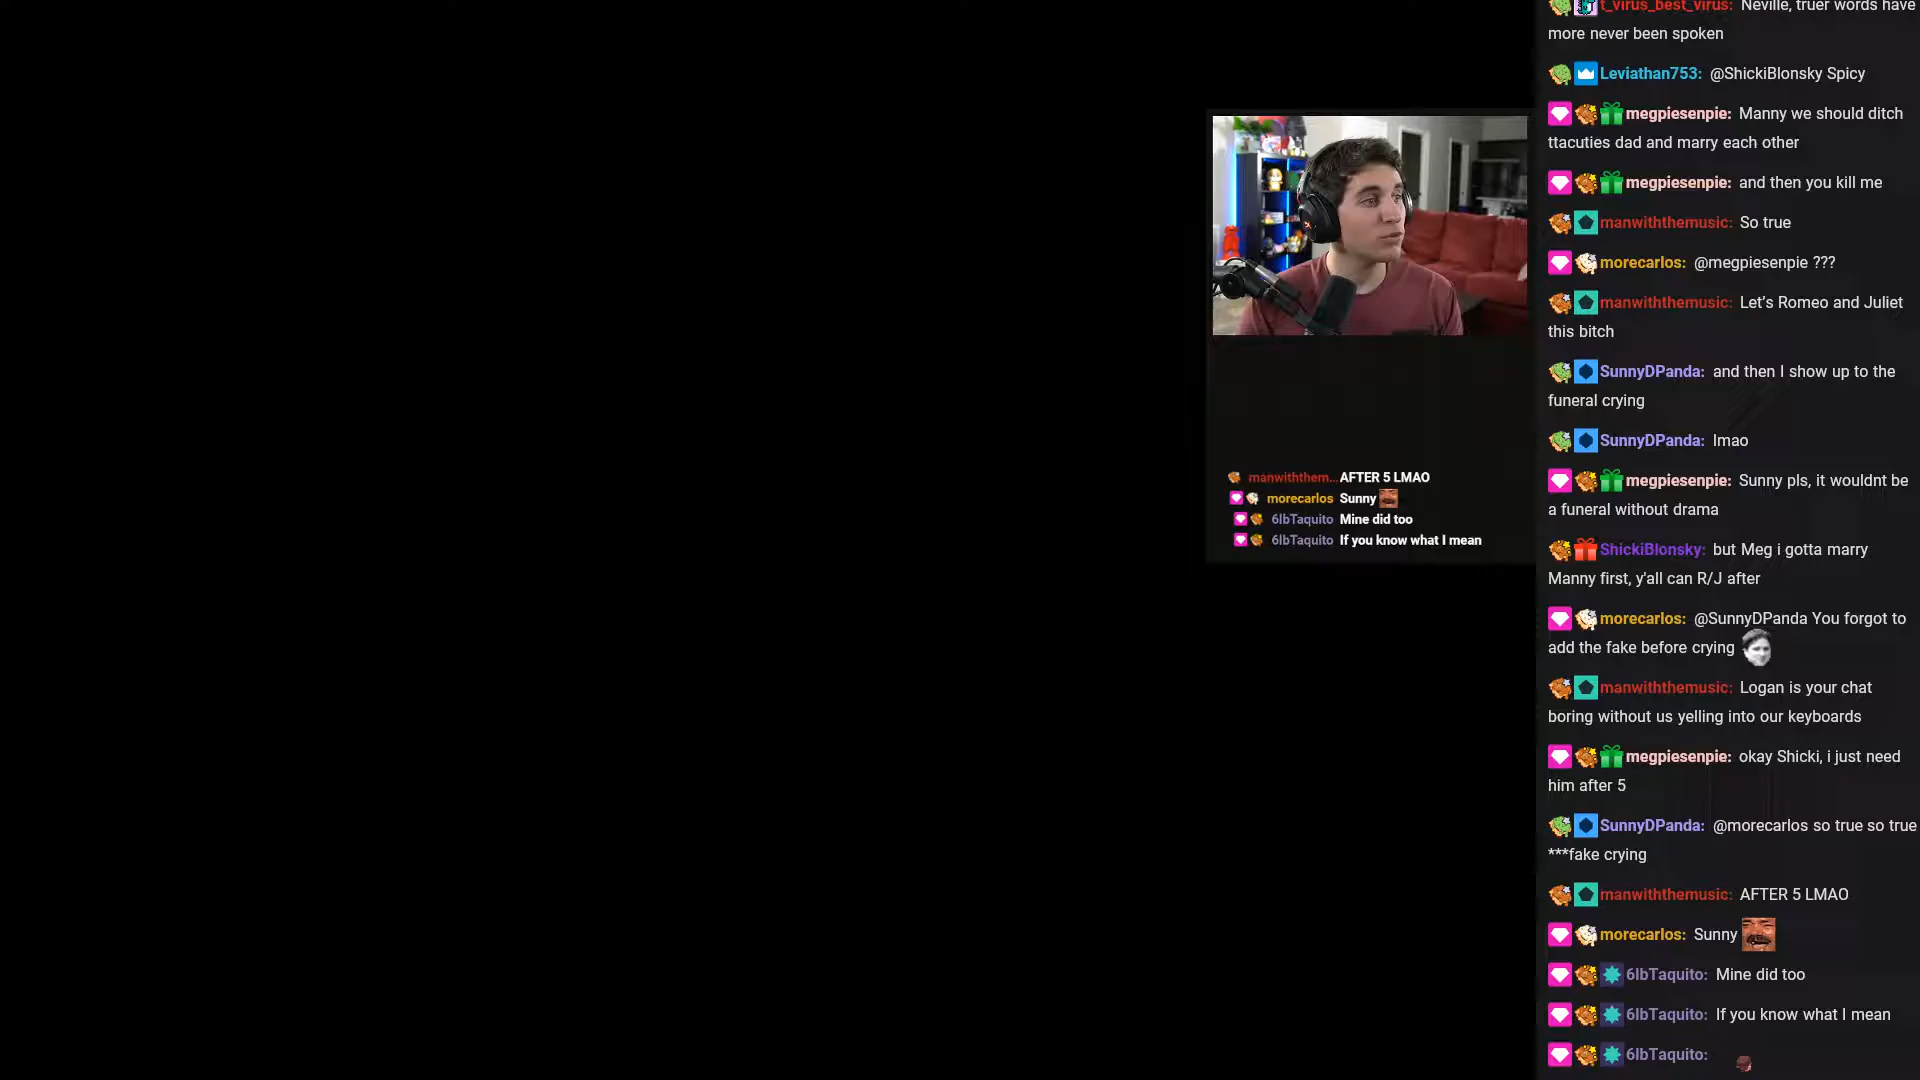 manwiththem... AFTER 5 LMAO
morecarlos Sunny
6lbTaquito Mine did too
6lbTaquito If you know what I mean
t_virus_best_virus: Neville, truer words have
more never been spoken
Leviathan753: @ShickiBlonsky Spicy
megpiesenpie: Manny we should ditch
ttacuties dad and marry each other
megpiesenpie: and then you kill me
manwiththemusic: So true
morecarlos: @megpiesenpie ???
manwiththemusic: Let's Romeo and Juliet
this bitch
SunnyDPanda: and then I show up to the
funeral crying
SunnyDPanda: lmao
megpiesenpie: Sunny pls, it wouldnt be
a funeral without drama
ShickiBlonsky: but Meg i gotta marry
Manny first, y'all can R/J after
morecarlos: @SunnyDPanda You forgot to
add the fake before crying
manwiththemusic: Logan is your chat
boring without us yelling into our keyboards
megpiesenpie: okay Shicki, i just need
him after 5
SunnyDPanda: @morecarlos so true so true
***fake crying
manwiththemusic: AFTER 5 LMAO
morecarlos: Sunny
6lbTaquito: Mine did too
6lbTaquito: If you know what I mean
6lbTaquito: